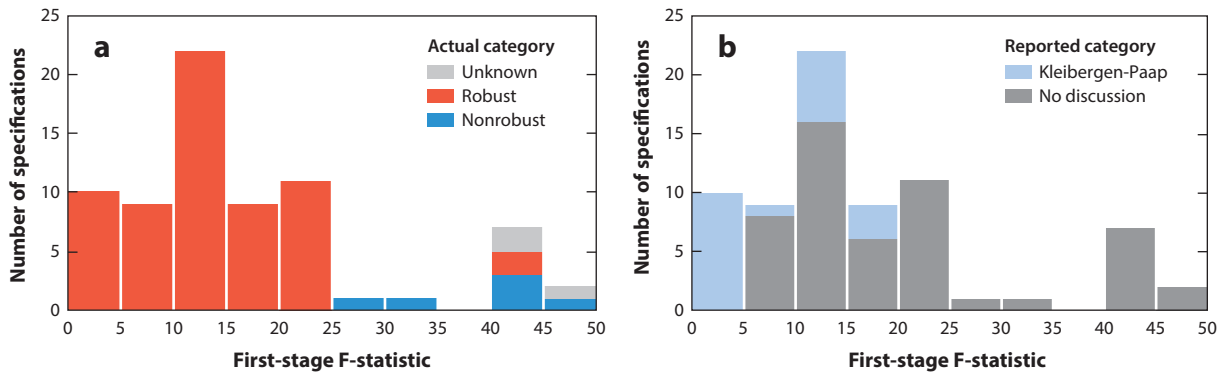 a
Actual category
Unknown
Robust
Nonrobust
Number of specifications
25
20
15
10
5
0
0 5 10 15 20 25 30 35 40 45 50
First-stage F-statistic
b
Reported category
Kleibergen-Paap
No discussion
Number of specifications
25
20
15
10
5
0
0 5 10 15 20 25 30 35 40 45 50
First-stage F-statistic